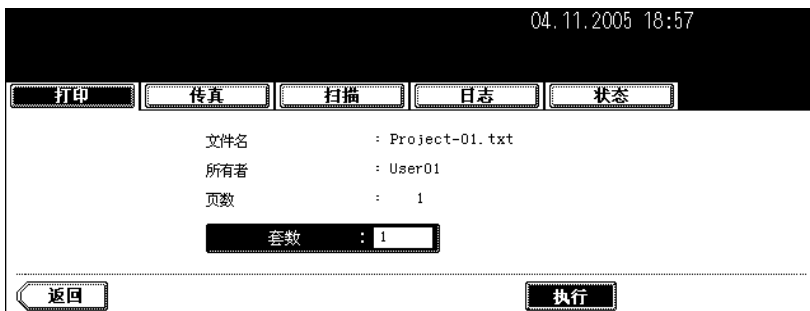 04.11.2005 18:57
打印 传真 扫描 日志 状态
文件名 : Project-01.txt
所有者 : User01
页数 : 1
套数 : 1
返回 执行